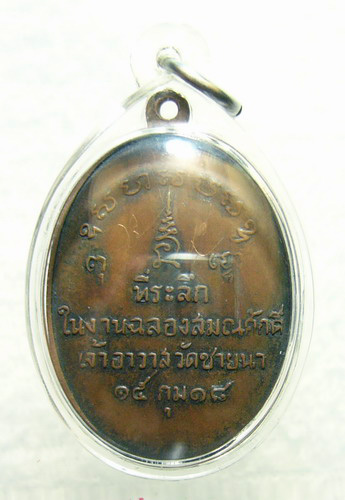 ที่ระลึก
ในงานฉลองสมณศักดิ์
เจ้าอาวาสวัดชายนา
๑๕ กุม ๑๘